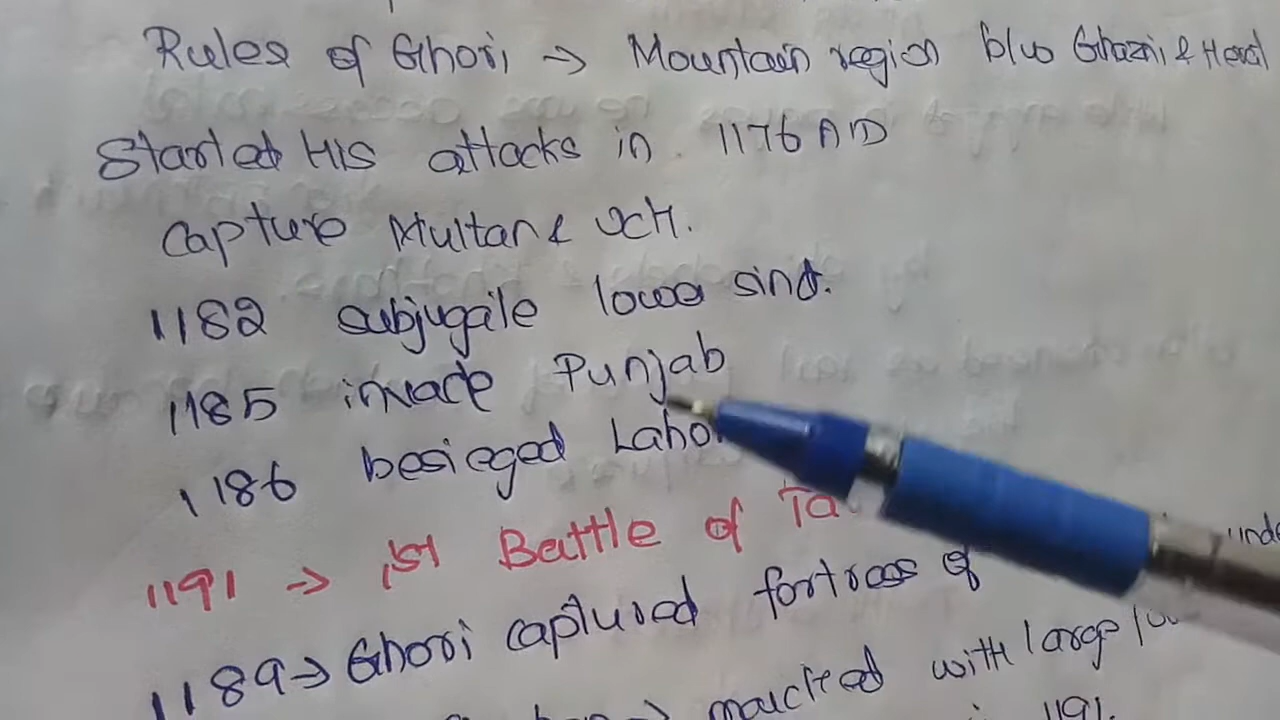 Rules of Ghori → Mountain region b/w Ghazni & Herat
Started His attacks in 1176 AD
capture Multan & UCH.
1182 subjugaile lower sind.
1185 invade Punjab
1186 besieged Laho
1191 → 1st Battle of Ta
unde
1189 → Ghori captured fortress of
→ marched with large
1191.